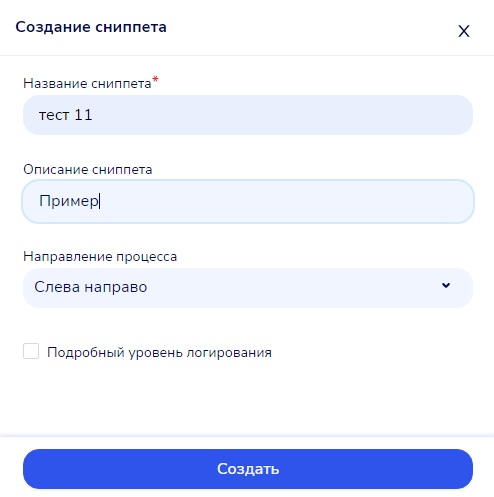 Создание сниппета
X
Название сниппета*
тест 11
Описание сниппета
Пример
Направление процесса
Слева направо
Подробный уровень логирования
Создать